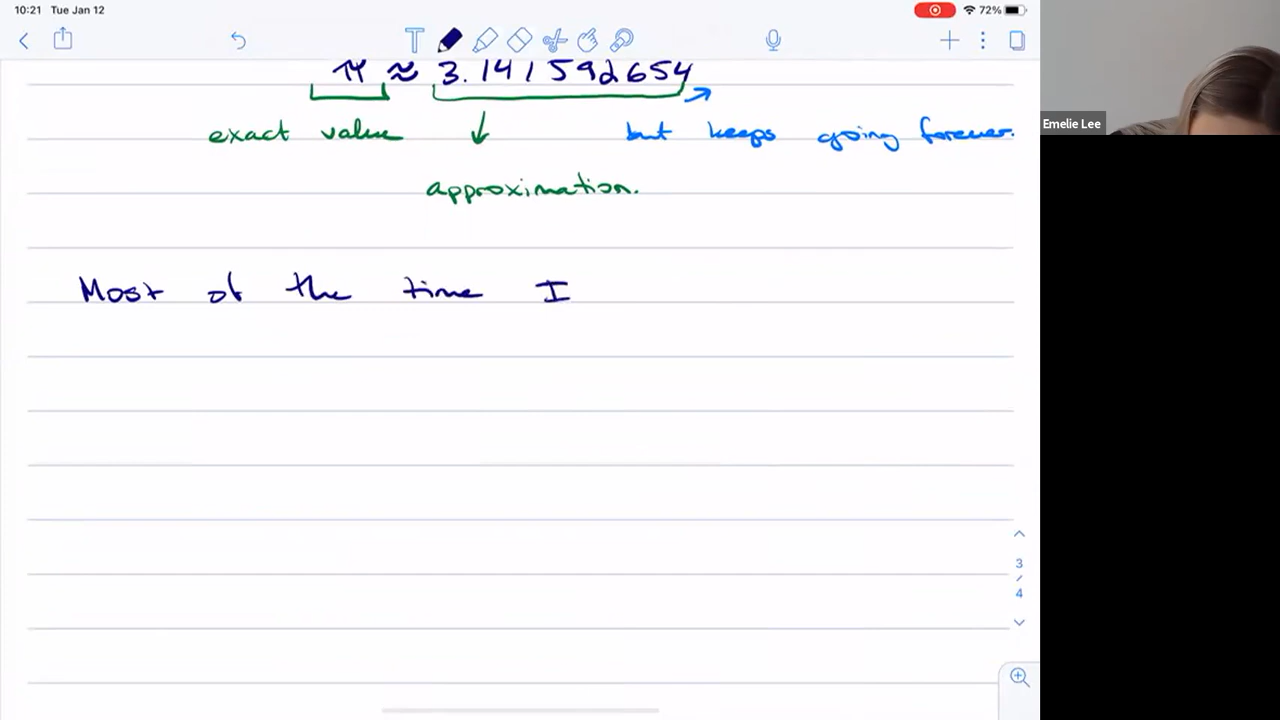 10:21 Tue Jan 12
72%
T
π ≈ 3.141592654
exact value
but keeps going forever.
approximation.
Most of the time I
3
4
Emelie Lee